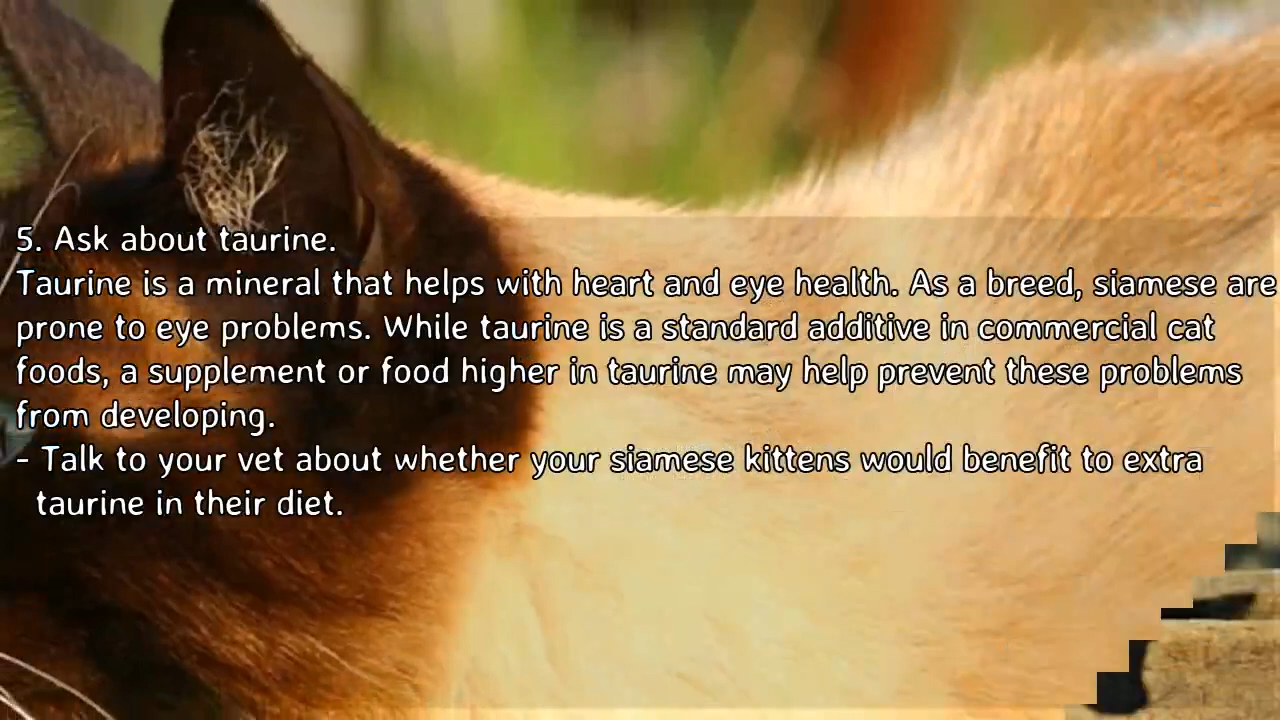 5. Ask about taurine.
Taurine is a mineral that helps with heart and eye health. As a breed, siamese are
prone to eye problems. While taurine is a standard additive in commercial cat
foods, a supplement or food higher in taurine may help prevent these problems
from developing.
- Talk to your vet about whether your siamese kittens would benefit to extra
taurine in their diet.